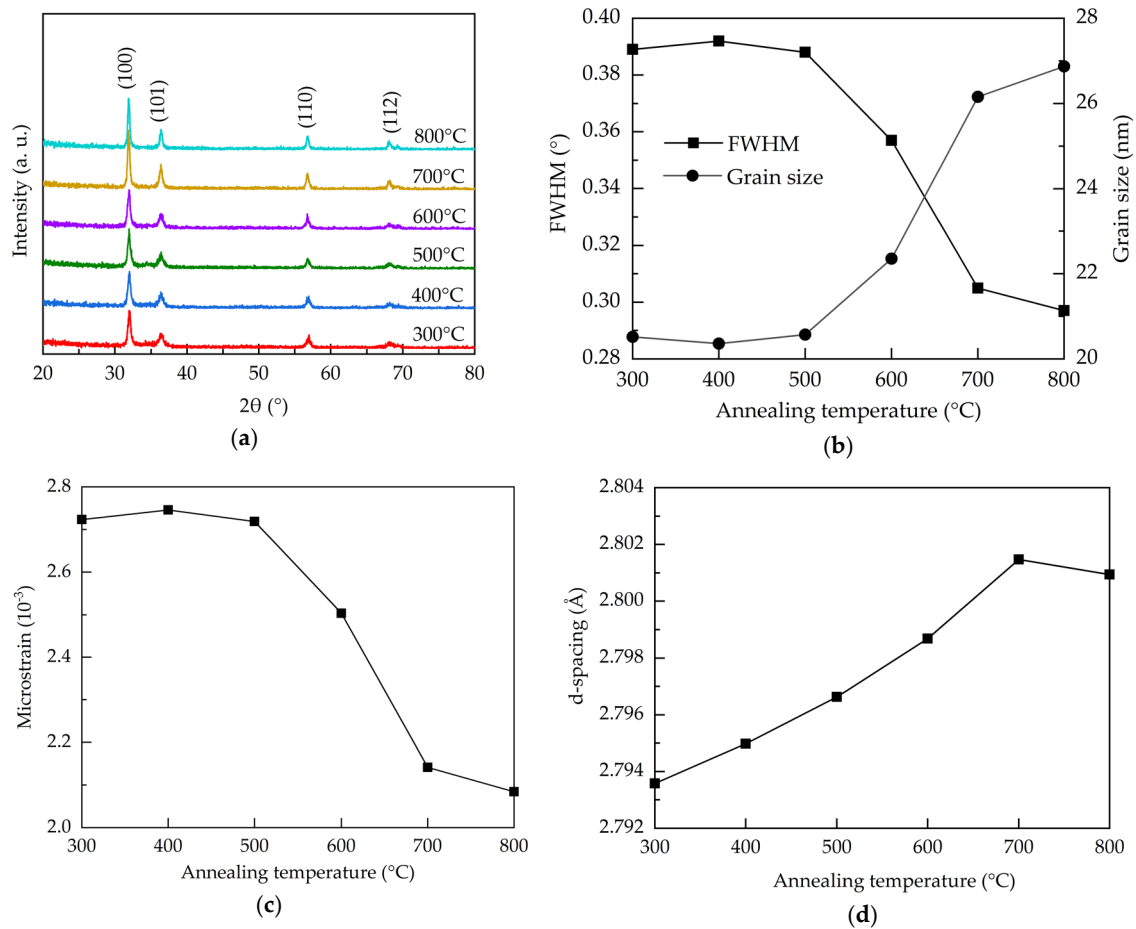 (100)
(101)
(110)
(112)
800°C
700°C
600°C
500°C
400°C
300°C
Intensity (a. u.)
20 30 40 50 60 70 80
2θ (°)
(a)
0.40
0.38
0.36
0.34
0.32
0.30
0.28
FWHM (°)
FWHM
Grain size
28
26
24
22
20
Grain size (nm)
300 400 500 600 700 800
Annealing temperature (°C)
(b)
2.8
2.6
2.4
2.2
2.0
Microstrain (10-3)
300 400 500 600 700 800
Annealing temperature (°C)
(c)
2.804
2.802
2.800
2.798
2.796
2.794
2.792
d-spacing (Å)
300 400 500 600 700 800
Annealing temperature (°C)
(d)